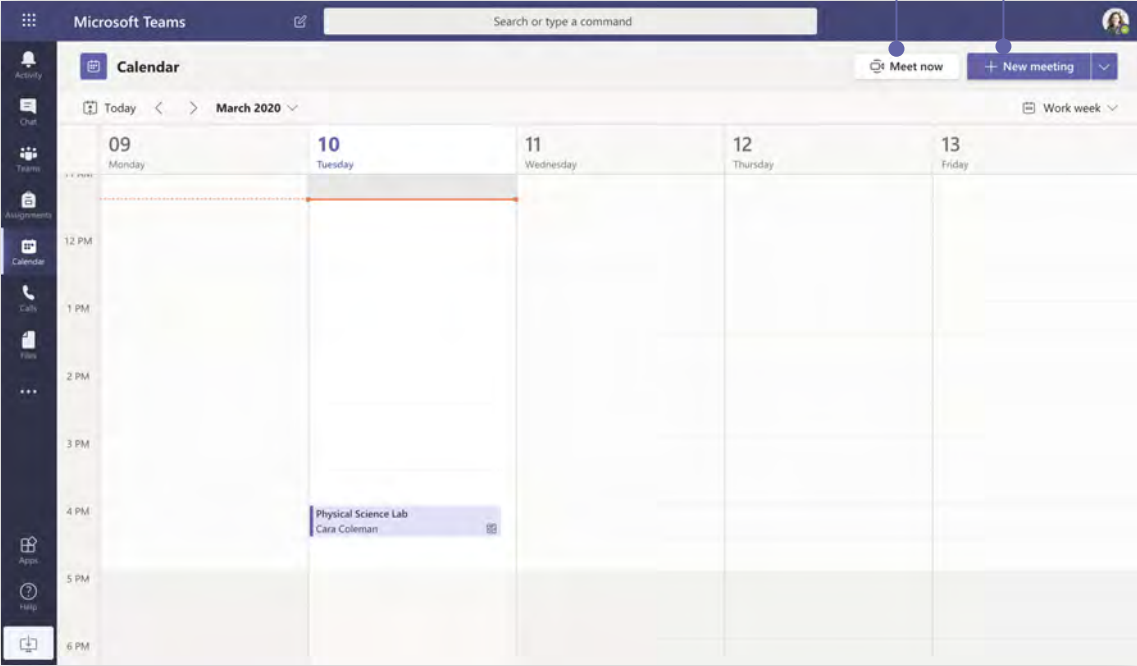 Microsoft Teams
Search or type a command
Activity
Calendar
Meet now
New meeting
Chat
Today
March 2020
Work week
Teams
09
Monday
10
Tuesday
11
Wednesday
12
Thursday
13
Friday
11 AM
Assignments
12 PM
Calendar
Calls
1 PM
Files
2 PM
3 PM
4 PM
Physical Science Lab
Cara Coleman
Apps
5 PM
Help
6 PM